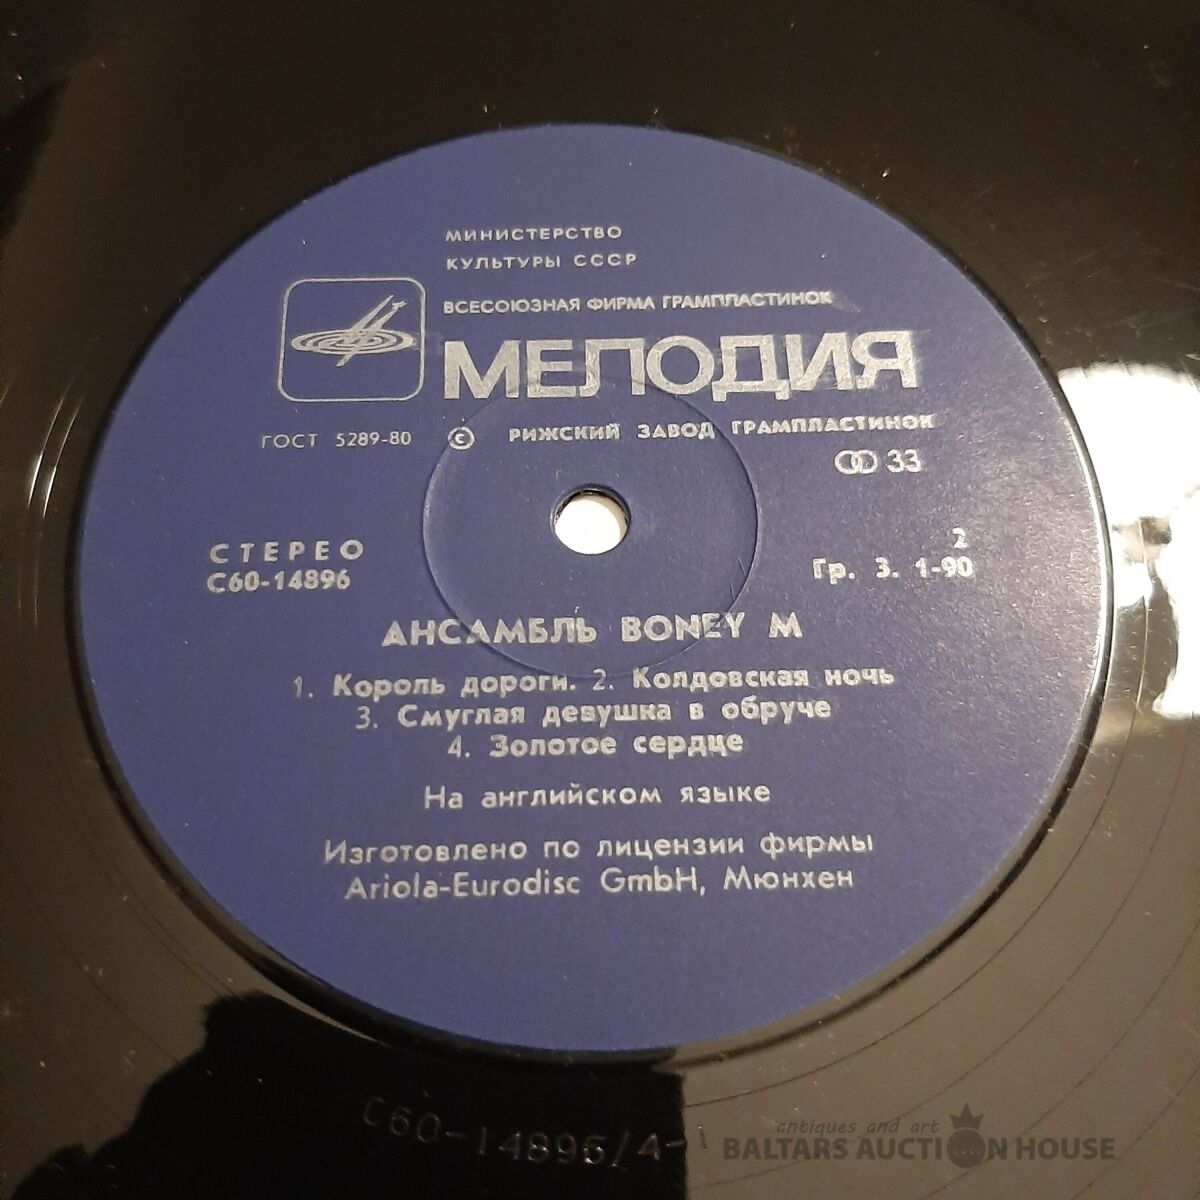 МИНИСТЕРСТВО
КУЛЬТУРЫ СССР
ВСЕСОЮЗНАЯ ФИРМА ГРАМПЛАСТИНОК
МЕЛОДИЯ
ГОСТ 5289-80 © РИЖСКИЙ ЗАВОД ГРАМПЛАСТИНОК
33
СТЕРЕО
2
С60-14896
Гр. 3. 1-90
АНСАМБЛЬ BONEY M
1. Король дороги. 2. Колдовская ночь
3. Смуглая девушка в обруче
4. Золотое сердце
На английском языке
Изготовлено по лицензии фирмы
Ariola-Eurodisc GmbH, Мюнхен
С60-14896/4-1
antiques and art
BALTARS AUCTION HOUSE